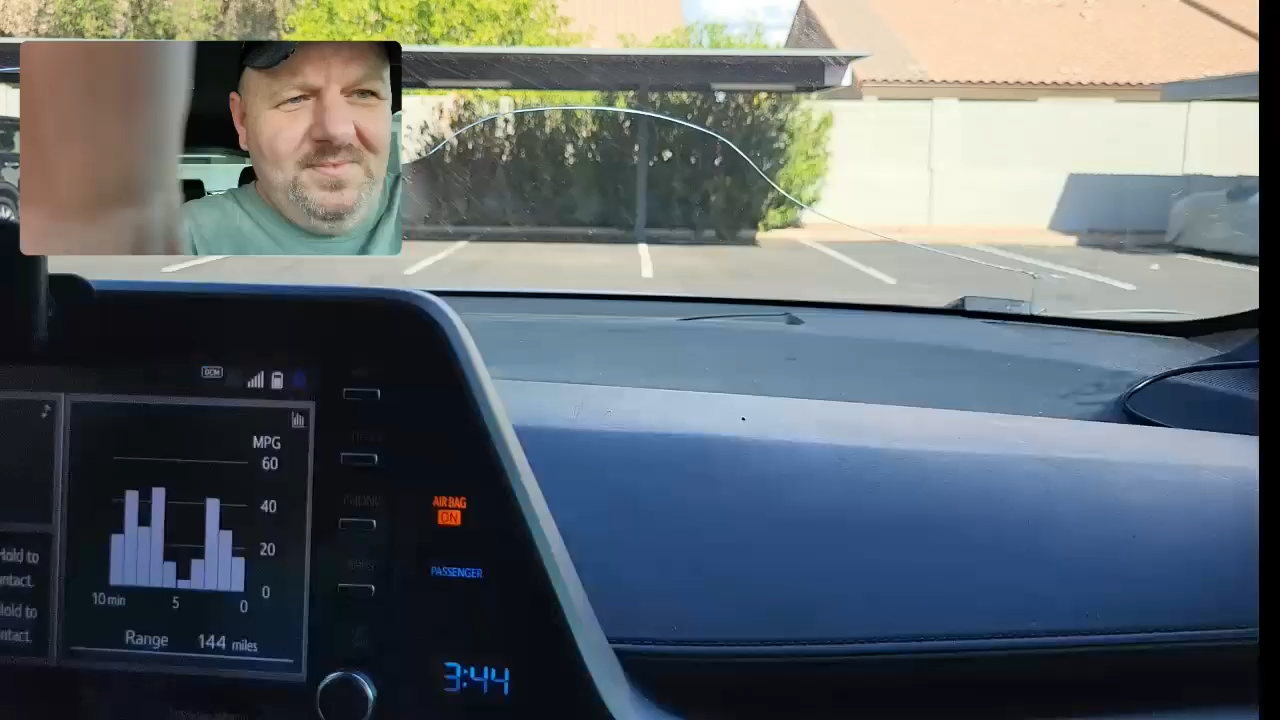 DCM
MPG
60
40
20
0
10 min
5
0
Range 144 miles
Hold to
ntact.
Hold to
ntact.
AIR BAG
ON
PASSENGER
3:44